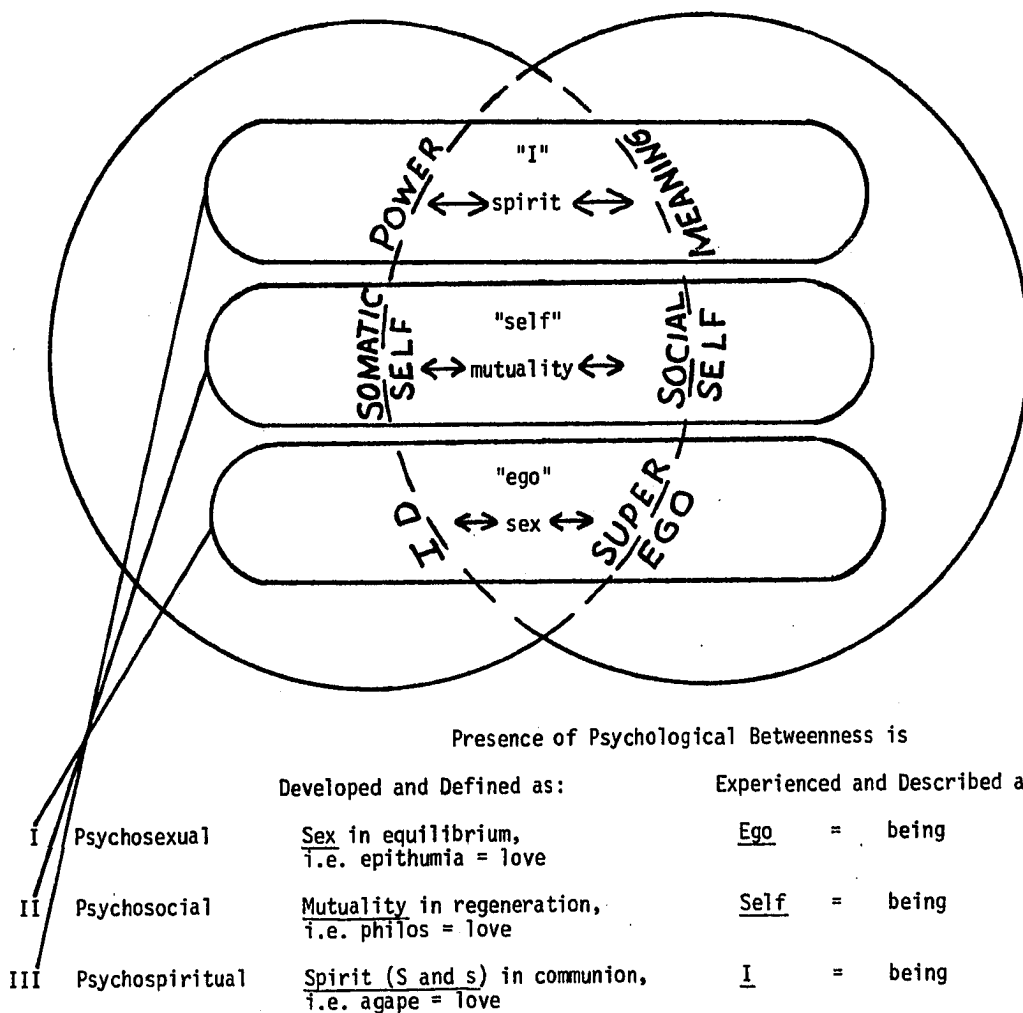 "I"
POWER
MEANING
spirit
"self"
SOMATIC
SELF
SOCIAL
SELF
mutuality
"ego"
ID
SUPER
EGO
sex
Presence of Psychological Betweenness is
Developed and Defined as: Experienced and Described a
I Psychosexual Sex in equilibrium, Ego = being
i.e. epithumia = love
II Psychosocial Mutuality in regeneration, Self = being
i.e. philos = love
III Psychospiritual Spirit (S and s) in communion, I = being
i.e. agape = love